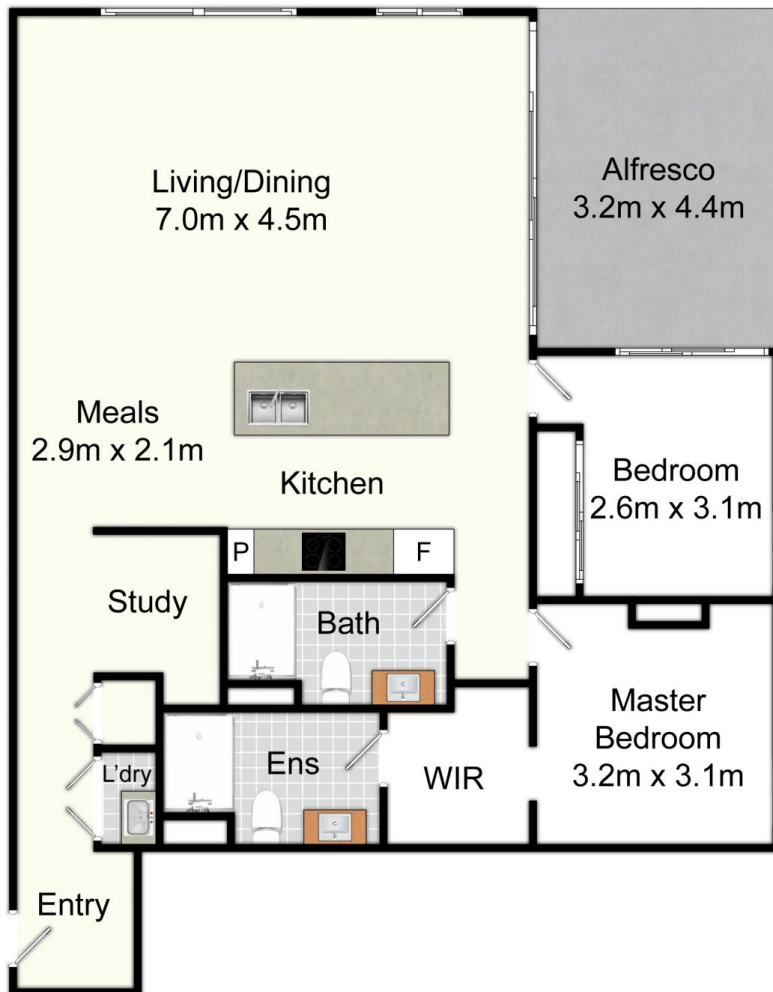 Living/Dining
7.0m x 4.5m
Alfresco
3.2m x 4.4m
Meals
2.9m x 2.1m
Kitchen
Bedroom
2.6m x 3.1m
P
F
Study
Bath
Master
Bedroom
3.2m x 3.1m
L'dry
Ens
WIR
Entry